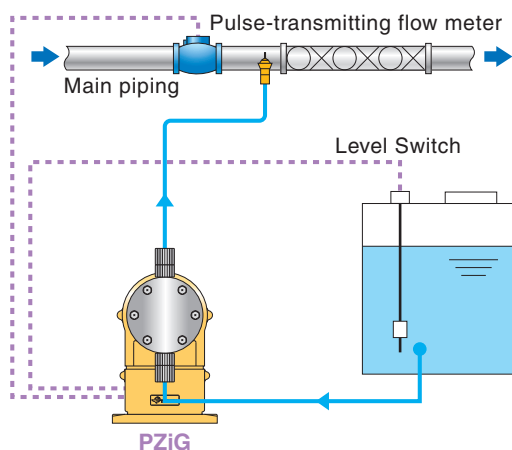 Pulse-transmitting flow meter
Main piping
Level Switch
PZiG